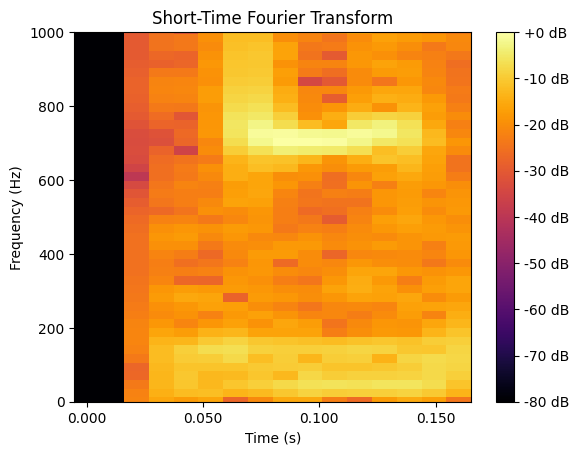 Short-Time Fourier Transform
1000
800
600
400
200
0
Frequency (Hz)
0.000
0.050
0.100
0.150
Time (s)
+0 dB
-10 dB
-20 dB
-30 dB
-40 dB
-50 dB
-60 dB
-70 dB
-80 dB